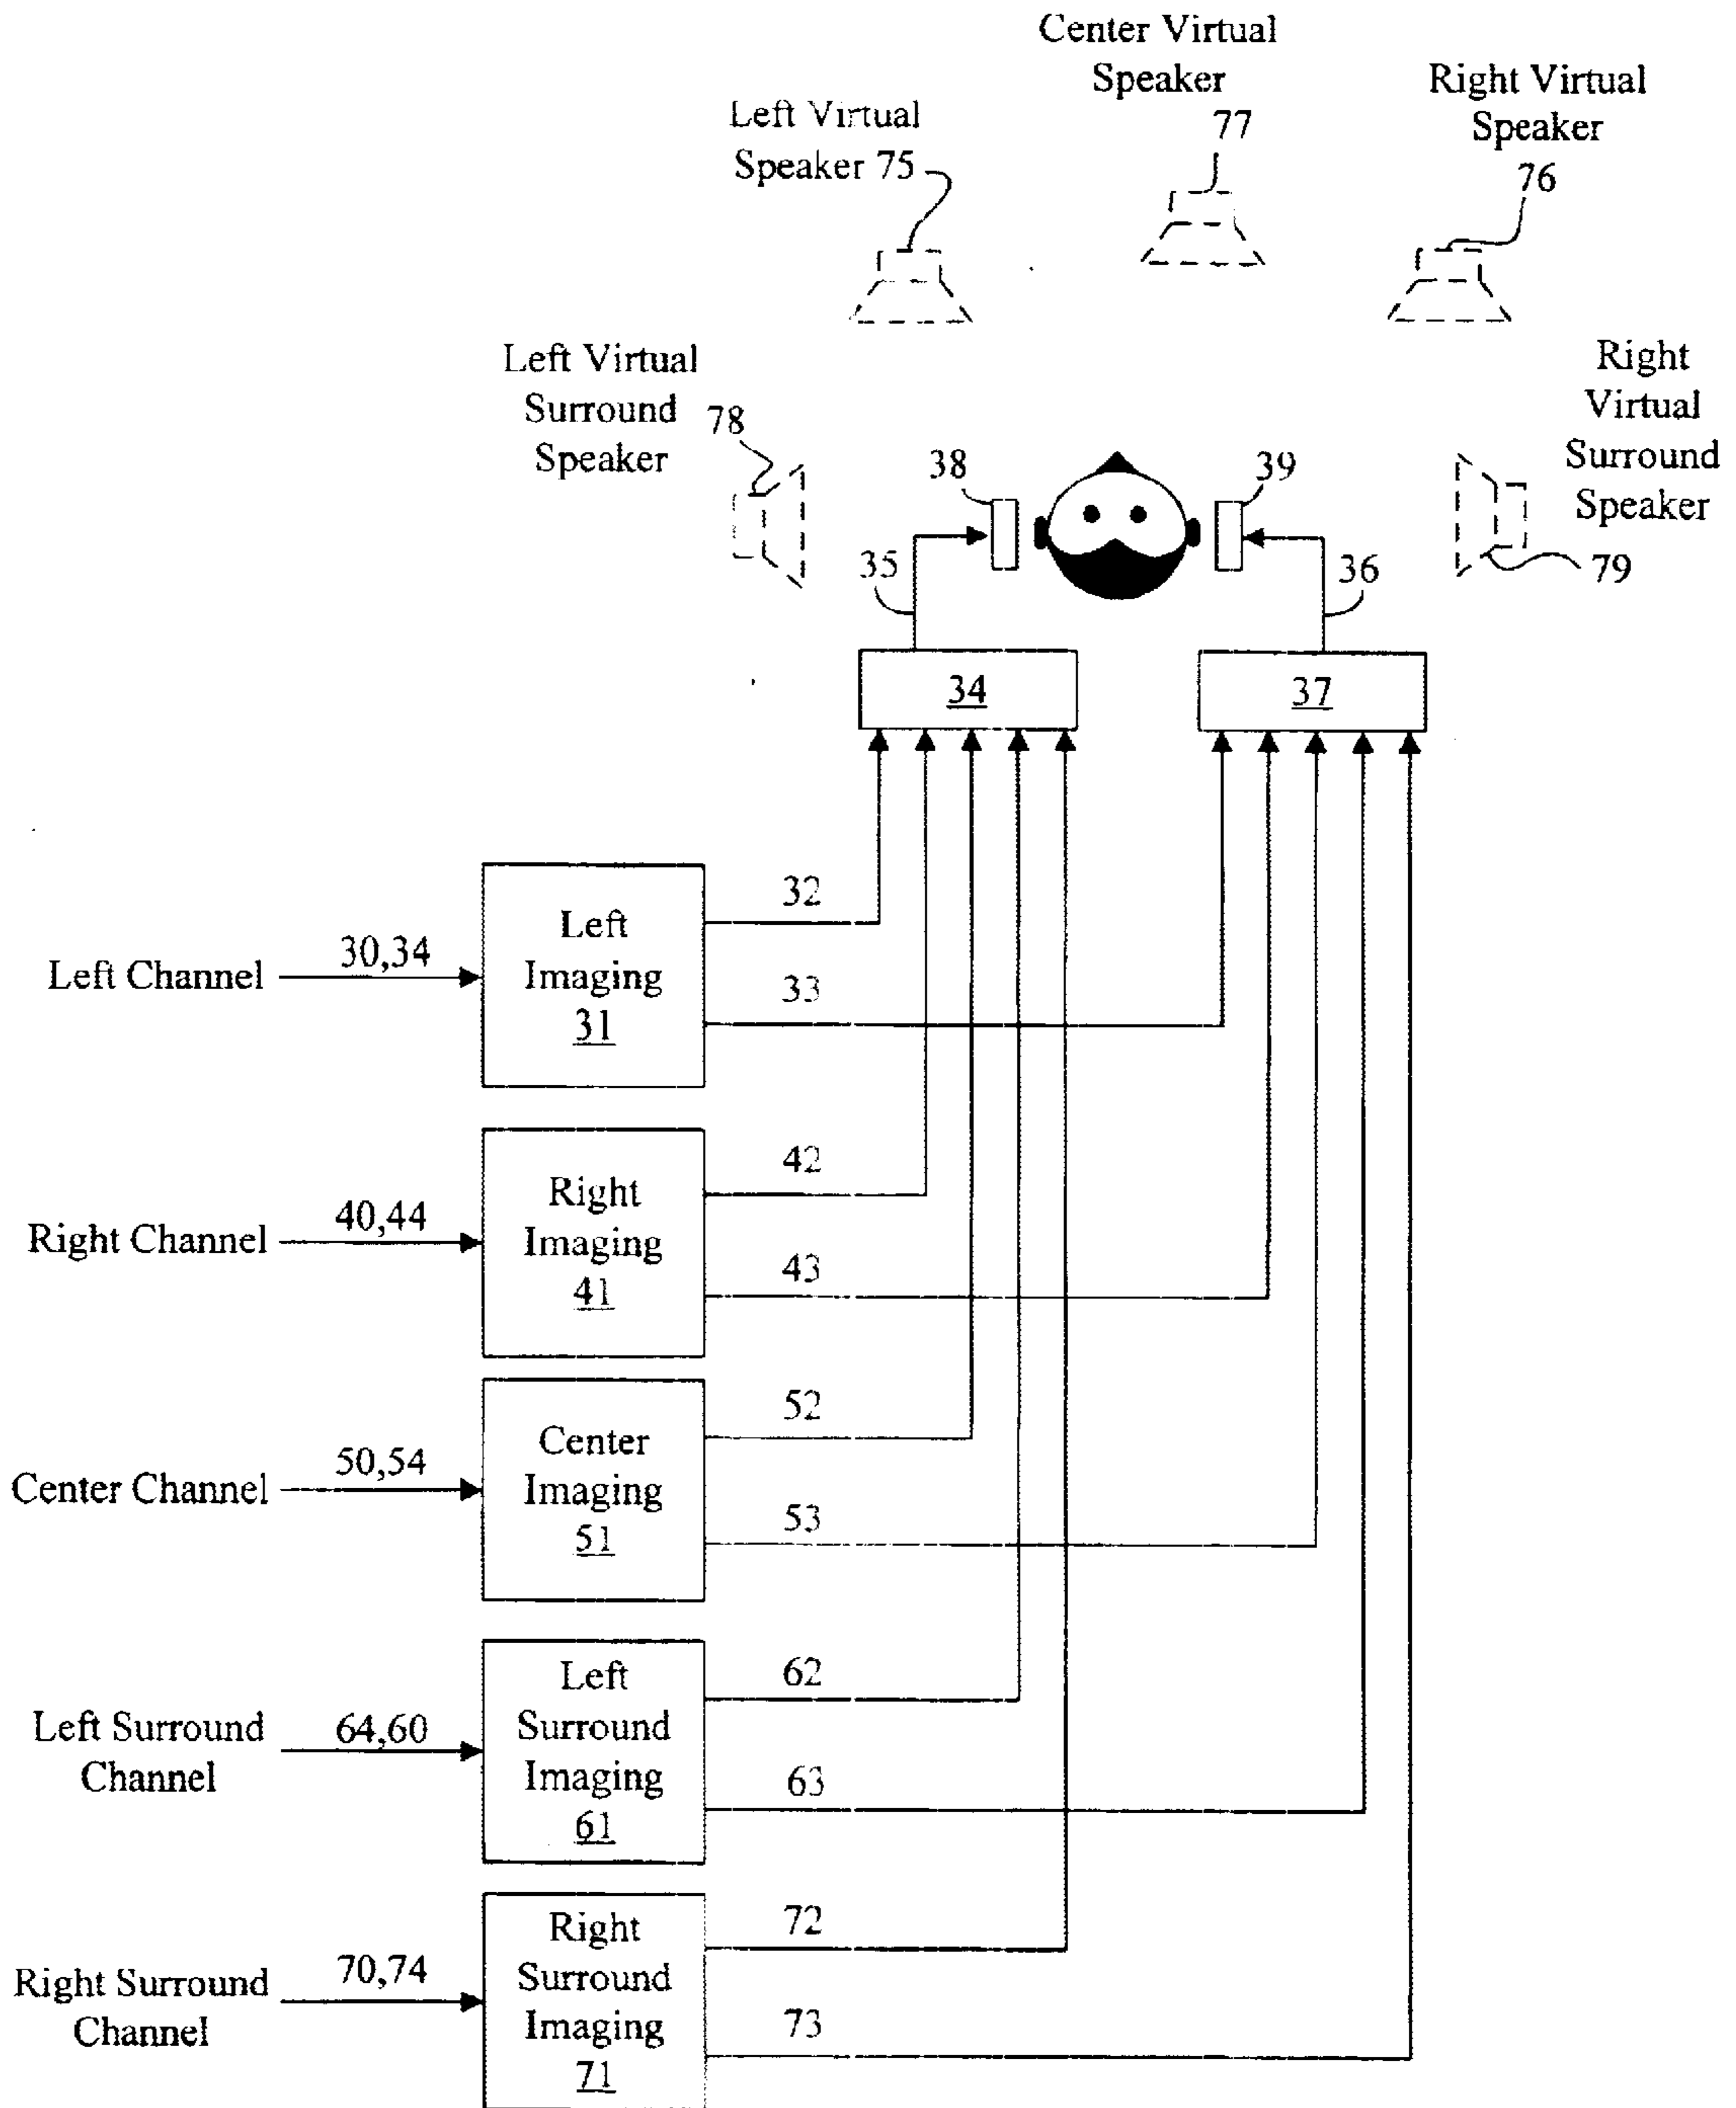 Center Virtual
Speaker
77
Right Virtual
Speaker
76
Left Virtual
Speaker 75
Left Virtual
Surround
Speaker
78
Right
Virtual
Surround
Speaker
79
38
39
35
36
34
37
Left Channel
30,34
Left
Imaging
31
32
33
Right Channel
40,44
Right
Imaging
41
42
43
Center Channel
50,54
Center
Imaging
51
52
53
Left Surround
Channel
64,60
Left
Surround
Imaging
61
62
63
Right Surround
Channel
70,74
Right
Surround
Imaging
71
72
73